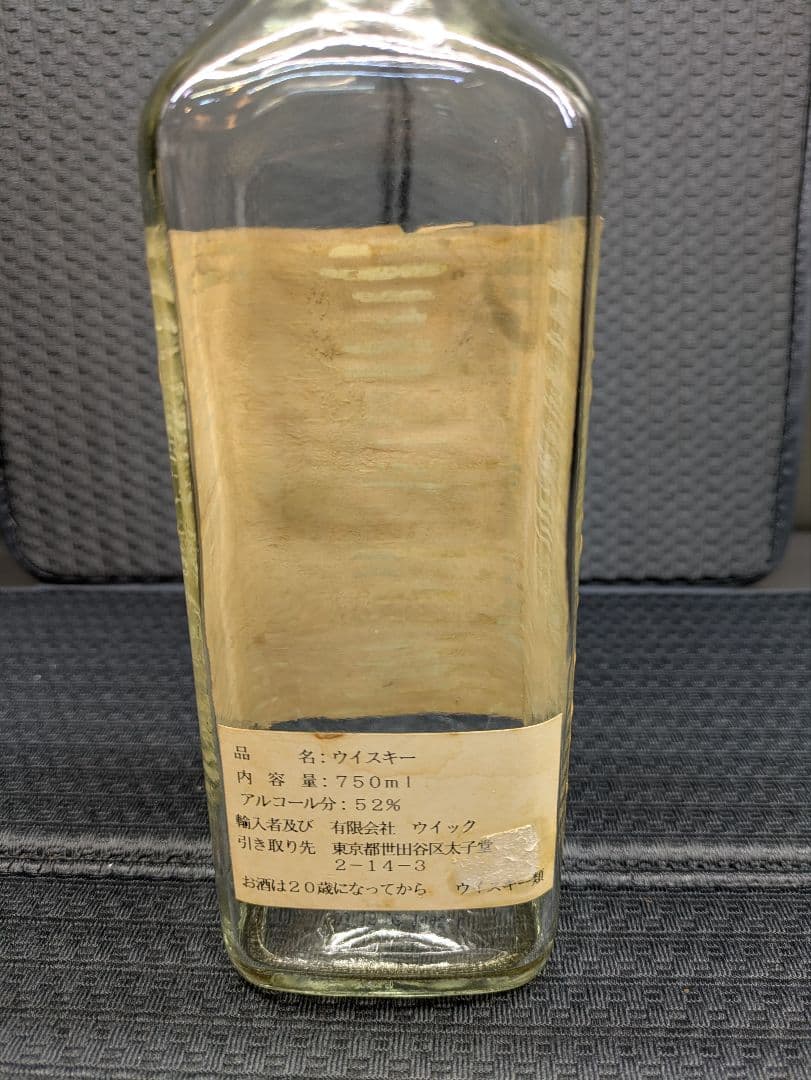 品　　名：ウイスキー
内　容　量：７５０ｍｌ
アルコール分：５２％
輸入者及び　有限会社　ウイック
引き取り先　東京都世田谷区太子堂
２－１４－３
お酒は２０歳になってから　ウイスキー類